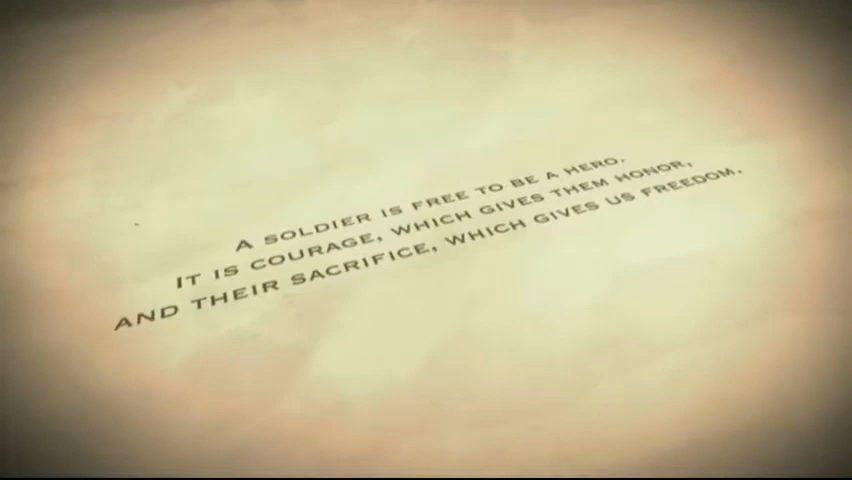 A SOLDIER IS FREE TO BE A HERO.
IT IS COURAGE, WHICH GIVES THEM HONOR,
AND THEIR SACRIFICE, WHICH GIVES US FREEDOM.